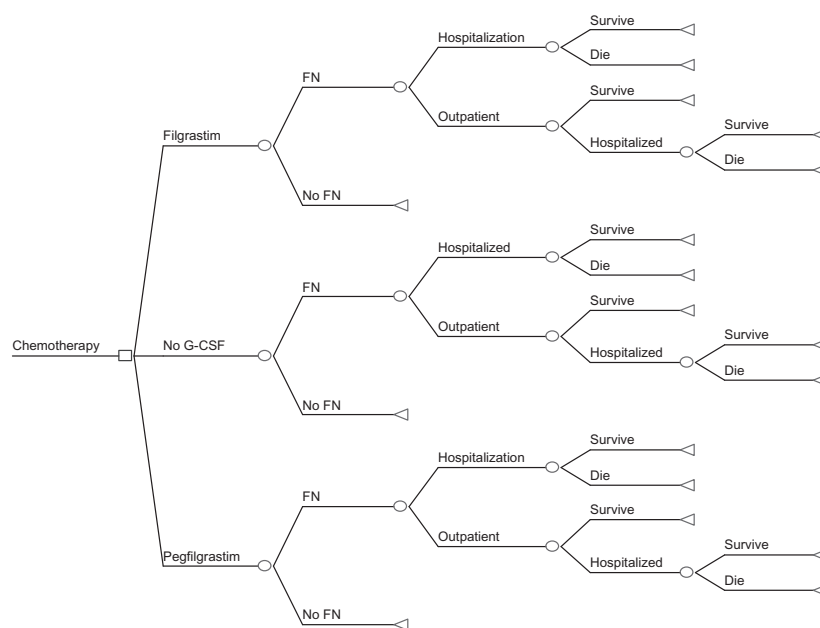 Survive
Hospitalization
Die
FN
Survive
Outpatient
Survive
Hospitalized
Die
Filgrastim
No FN
Survive
Hospitalized
Die
FN
Survive
Outpatient
Survive
Hospitalized
Die
Chemotherapy
No G-CSF
No FN
Survive
Hospitalization
Die
FN
Survive
Outpatient
Survive
Hospitalized
Die
Pegfilgrastim
No FN